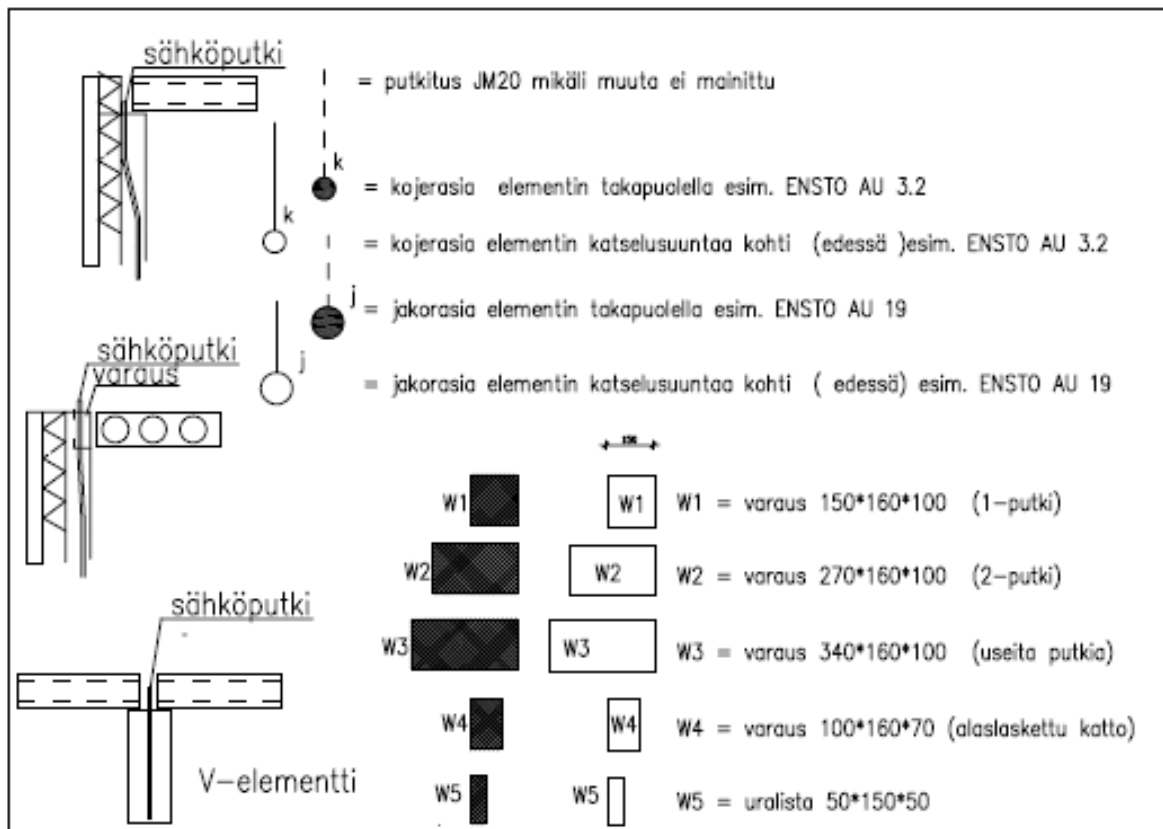 sähköputki
= putkitus JM20 mikäli muuta ei mainittu
k
= kojerasia elementin takapuolella esim. ENSTO AU 3.2
k
= kojerasia elementin katselusuuntaa kohti (edessä )esim. ENSTO AU 3.2
j
= jakorasia elementin takapuolella esim. ENSTO AU 19
sähköputki
varaus
j
= jakorasia elementin katselusuuntaa kohti ( edessä) esim. ENSTO AU 19
150
W1 W1 W1 = varaus 150*160*100 (1-putki)
W2 W2 W2 = varaus 270*160*100 (2-putki)
sähköputki
W3 W3 W3 = varaus 340*160*100 (useita putkia)
W4 W4 W4 = varaus 100*160*70 (alaslaskettu katto)
V-elementti
W5 W5 W5 = uralista 50*150*50